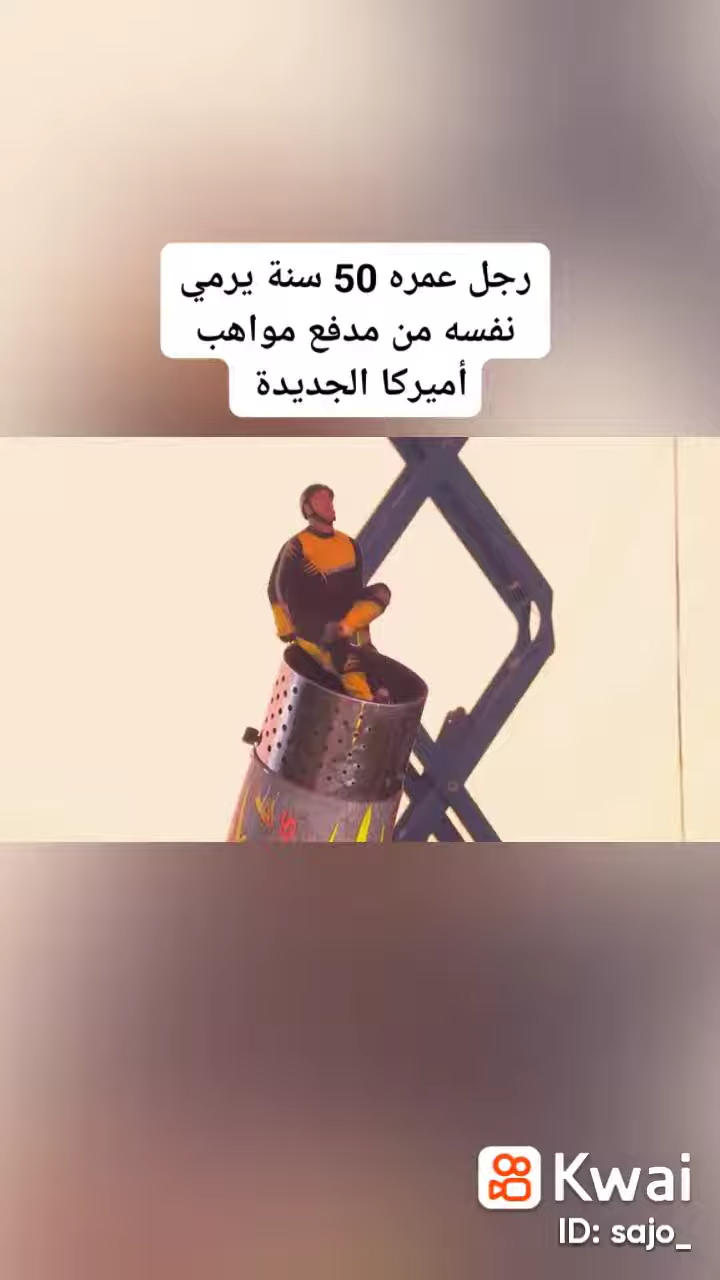 رجل عمره 50 سنة يرمي
نفسه من مدفع مواهب
أميركا الجديدة
Kwai
ID: sajo_